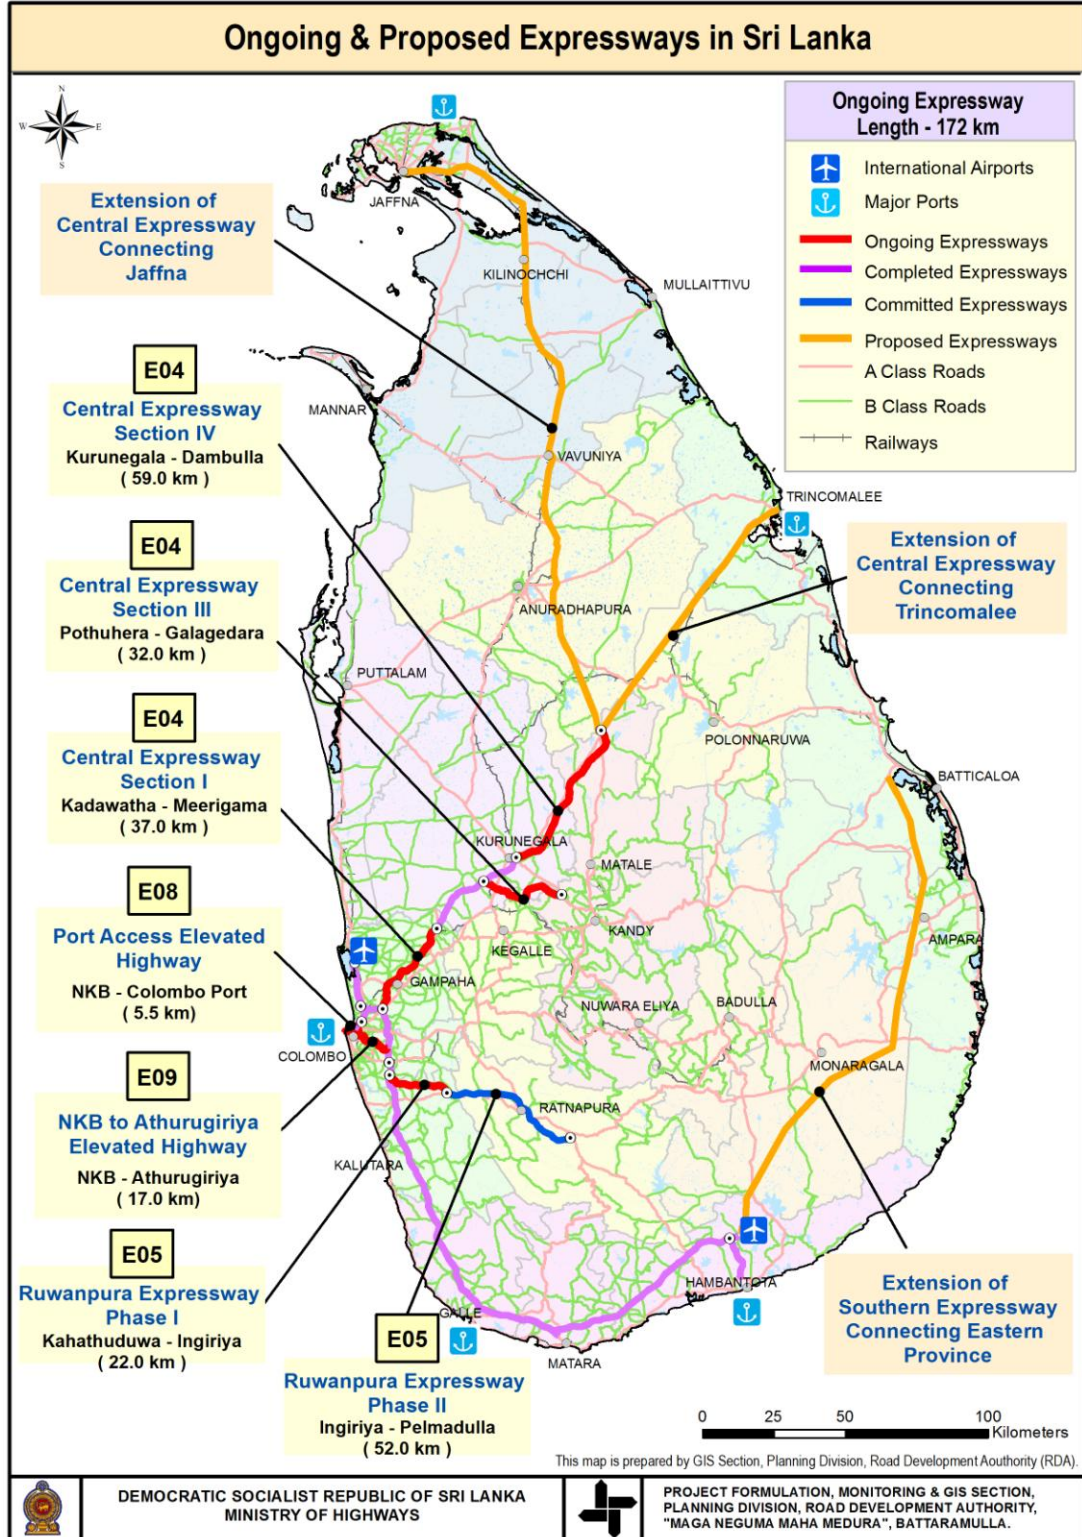 Ongoing & Proposed Expressways in Sri Lanka
N
W
E
S
Ongoing Expressway
Length - 172 km
International Airports
Major Ports
Ongoing Expressways
Completed Expressways
Committed Expressways
Proposed Expressways
A Class Roads
B Class Roads
Railways
Extension of
Central Expressway
Connecting
Jaffna
E04
Central Expressway
Section IV
Kurunegala - Dambulla
( 59.0 km )
E04
Central Expressway
Section III
Pothuhera - Galagedara
( 32.0 km )
E04
Central Expressway
Section I
Kadawatha - Meerigama
( 37.0 km )
E08
Port Access Elevated
Highway
NKB - Colombo Port
(5.5 km)
E09
NKB to Athurugiriya
Elevated Highway
NKB - Athurugiriya
( 17.0 km)
E05
Ruwanpura Expressway
Phase I
Kahathuduwa - Ingiriya
( 22.0 km )
E05
Ruwanpura Expressway
Phase II
Ingiriya - Pelmadulla
( 52.0 km )
Extension of
Central Expressway
Connecting
Trincomalee
Extension of
Southern Expressway
Connecting Eastern
Province
JAFFNA
KILINOCHCHI
MULLAITTIVU
MANNAR
VAVUNIYA
TRINCOMALEE
ANURADHAPURA
PUTTALAM
POLONNARUWA
BATTICALOA
KURUNEGALA
MATALE
KANDY
KEGALLE
AMPARA
GAMPAHA
NUWARA ELIYA
BADULLA
COLOMBO
MONARAGALA
RATNAPURA
KALUTARA
HAMBANTOTA
GALLE
MATARA
0 25 50 100
Kilometers
This map is prepared by GIS Section, Planning Division, Road Development Aouthority (RDA).
DEMOCRATIC SOCIALIST REPUBLIC OF SRI LANKA
MINISTRY OF HIGHWAYS
PROJECT FORMULATION, MONITORING & GIS SECTION,
PLANNING DIVISION, ROAD DEVELOPMENT AUTHORITY,
"MAGA NEGUMA MAHA MEDURA", BATTARAMULLA.